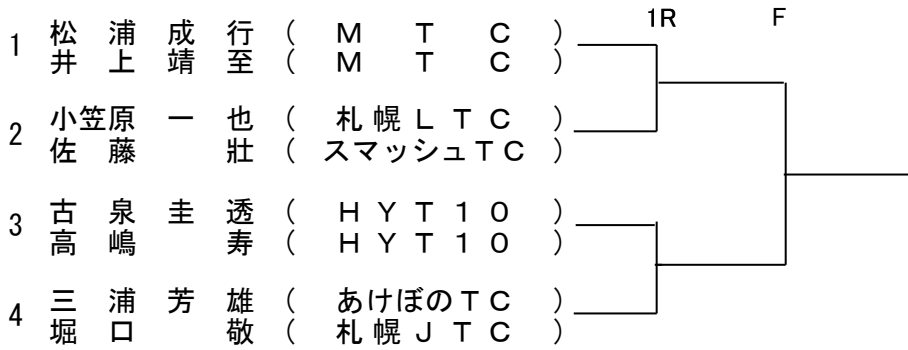 1R F
1 松浦成行 ( MTC )
井上靖至 ( MTC )
2 小笠原一也 ( 札幌LTC )
佐藤壯 ( スマッシュTC )
3 古泉圭透 ( HYT10 )
高嶋寿 ( HYT10 )
4 三浦芳雄 ( あけぼのTC )
堀口敬 ( 札幌JTC )